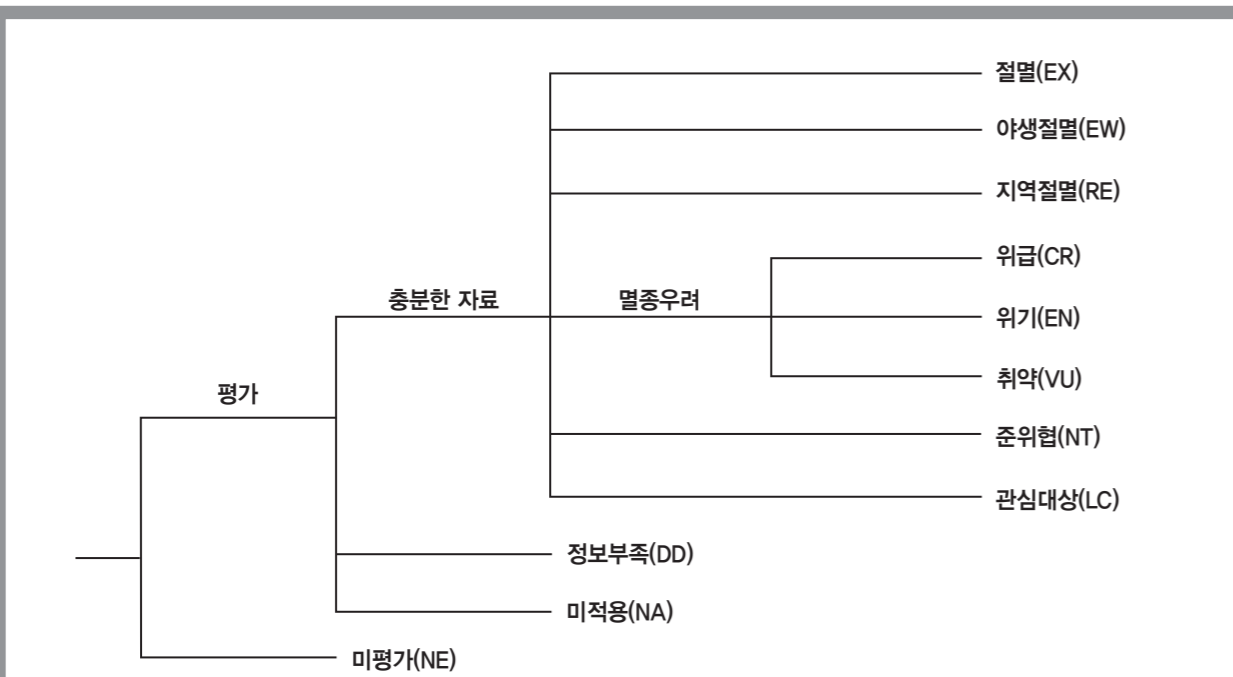 절멸(EX)
야생절멸(EW)
지역절멸(RE)
위급(CR)
충분한 자료
멸종우려
위기(EN)
취약(VU)
평가
준위협(NT)
관심대상(LC)
정보부족(DD)
미적용(NA)
미평가(NE)